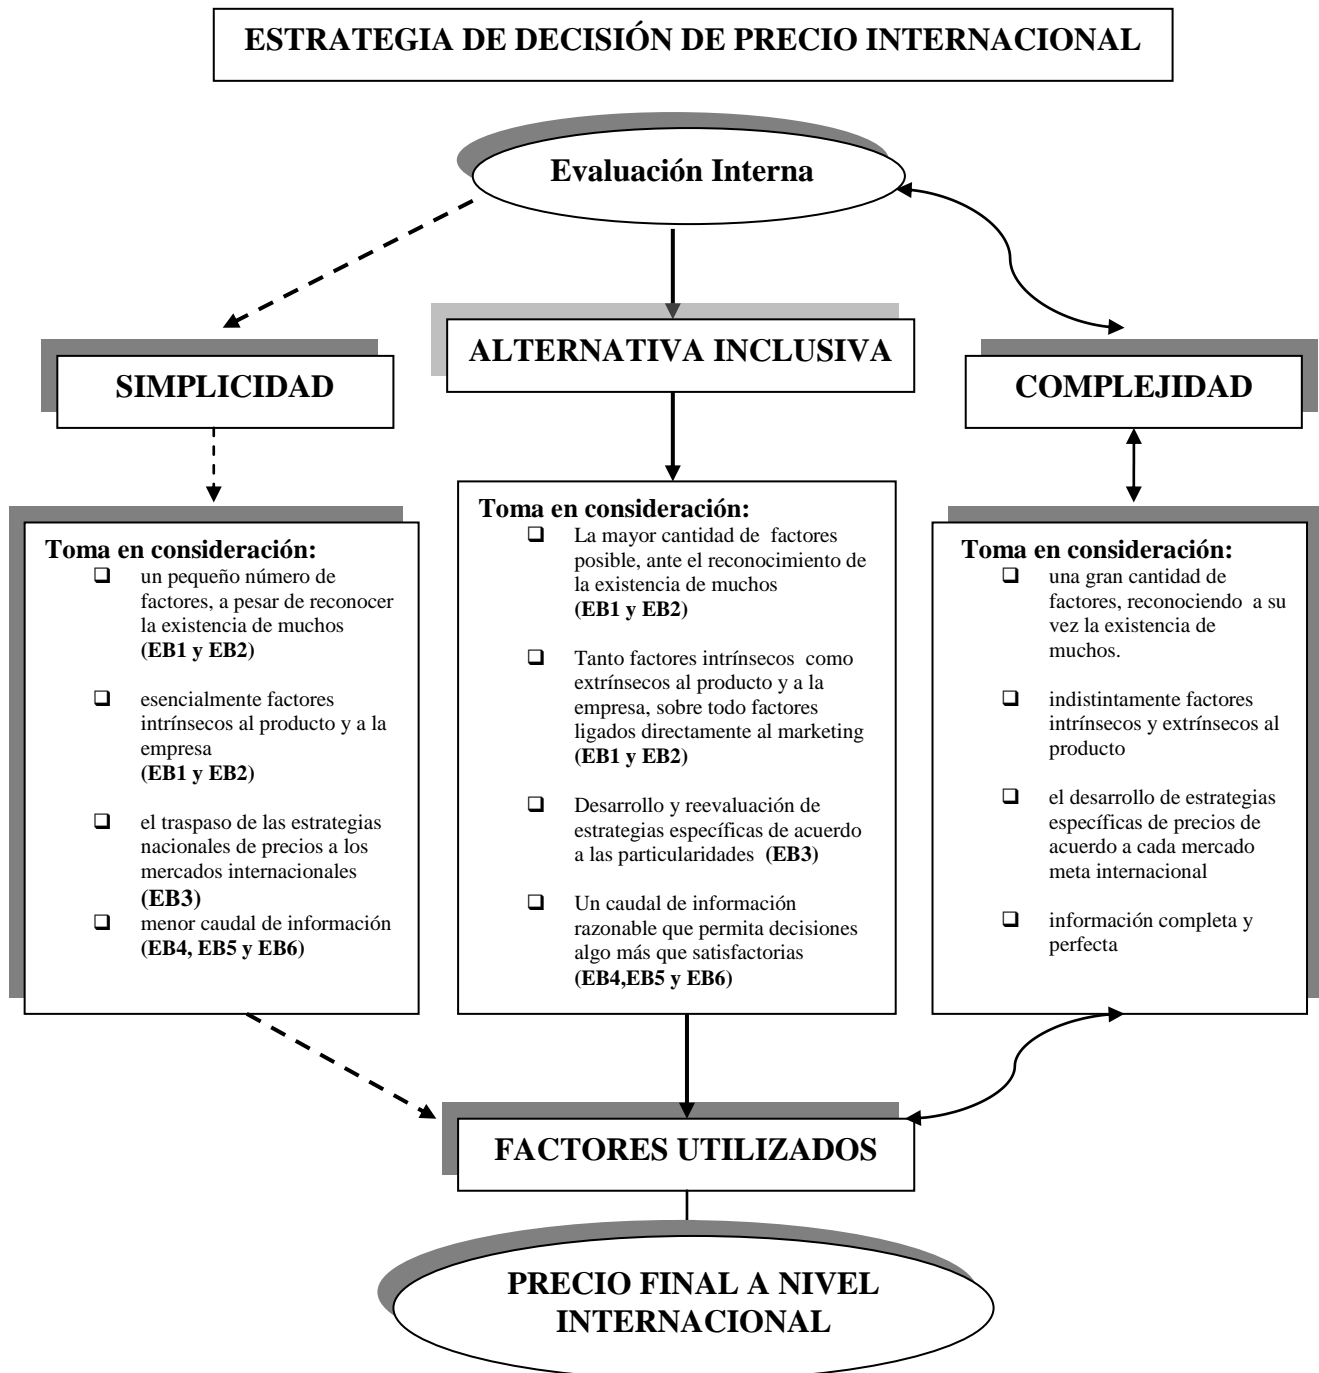 ESTRATEGIA DE DECISIÓN DE PRECIO INTERNACIONAL
Evaluación Interna
SIMPLICIDAD
ALTERNATIVA INCLUSIVA
COMPLEJIDAD
Toma en consideración:
un pequeño número de
factores, a pesar de reconocer
la existencia de muchos
(EB1 y EB2)
esencialmente factores
intrínsecos al producto y a la
empresa
(EB1 y EB2)
el traspaso de las estrategias
nacionales de precios a los
mercados internacionales
(EB3)
menor caudal de información
(EB4, EB5 y EB6)
Toma en consideración:
La mayor cantidad de factores
posible, ante el reconocimiento de
la existencia de muchos
(EB1 y EB2)
Tanto factores intrínsecos como
extrínsecos al producto y a la
empresa, sobre todo factores
ligados directamente al marketing
(EB1 y EB2)
Desarrollo y reevaluación de
estrategias específicas de acuerdo
a las particularidades (EB3)
Un caudal de información
razonable que permita decisiones
algo más que satisfactorias
(EB4,EB5 y EB6)
Toma en consideración:
una gran cantidad de
factores, reconociendo a su
vez la existencia de
muchos.
indistintamente factores
intrínsecos y extrínsecos al
producto
el desarrollo de estrategias
específicas de precios de
acuerdo a cada mercado
meta internacional
información completa y
perfecta
FACTORES UTILIZADOS
PRECIO FINAL A NIVEL
INTERNACIONAL